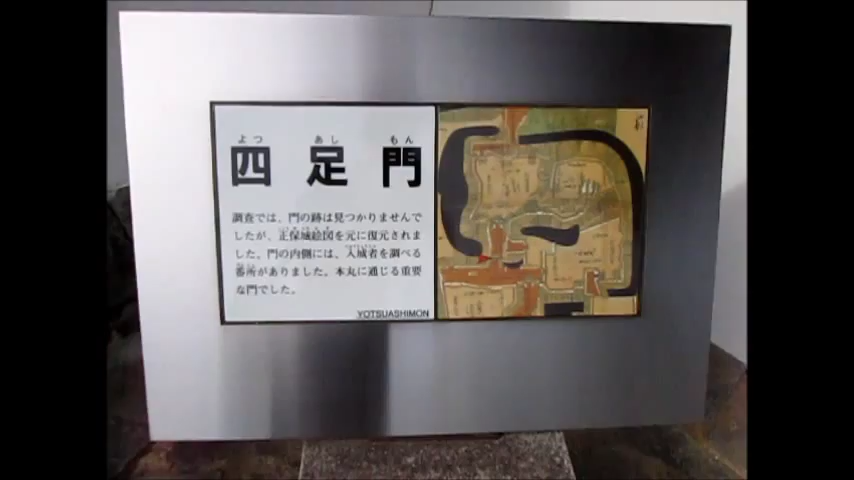 よつ あし もん
四足門
調査では、門の跡は見つかりませんで
したが、正保城絵図を元に復元されま
した。門の内側には、入城者を調べる
番所がありました。本丸に通じる重要
な門でした。
YOTSUASHIMON